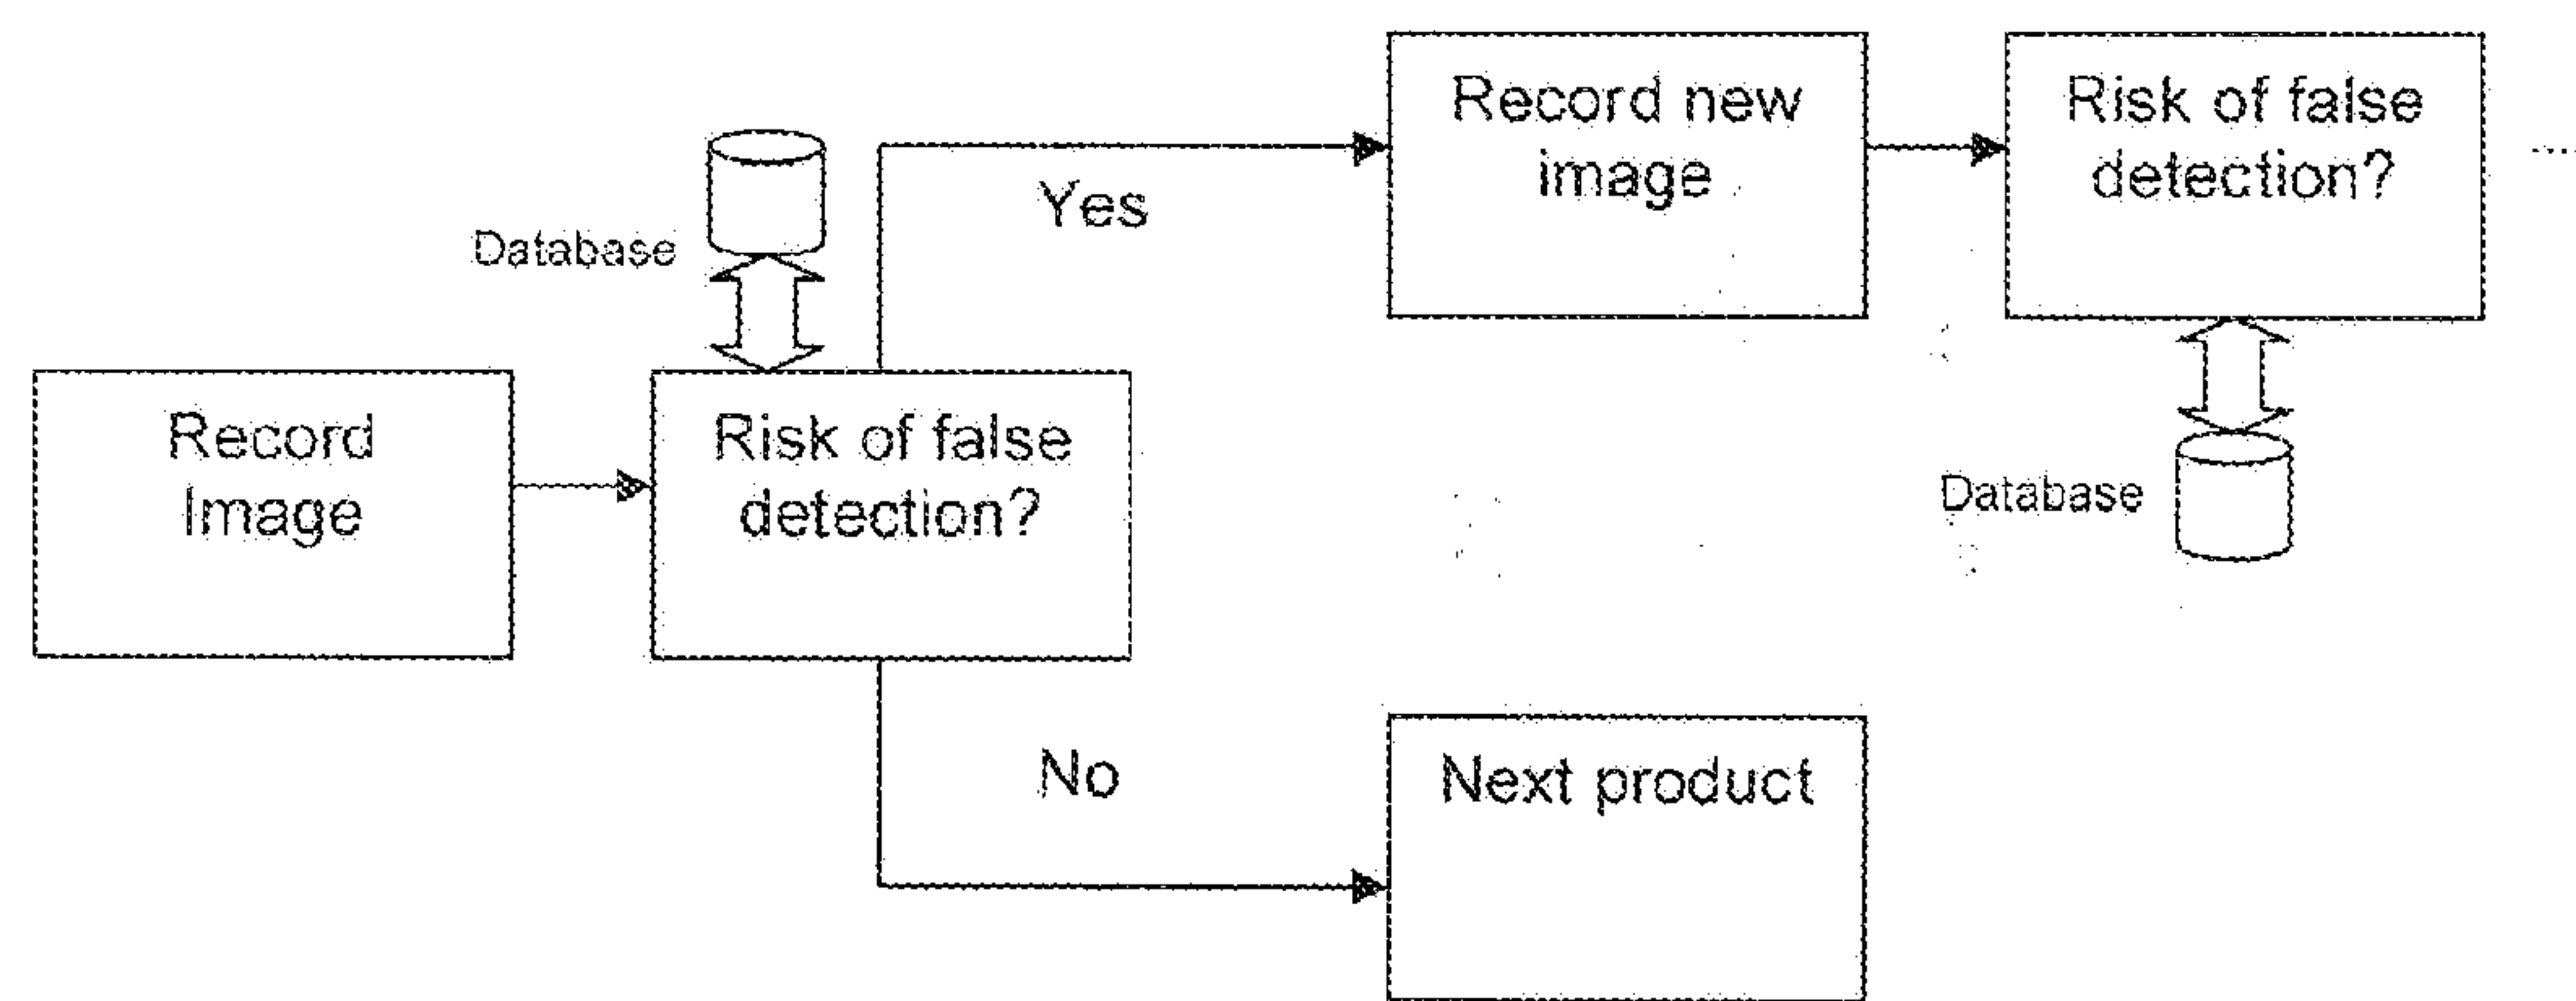 Record new
image
Risk of false
detection?
Yes
Database
Record
Image
Risk of false
detection?
Database
No
Next product